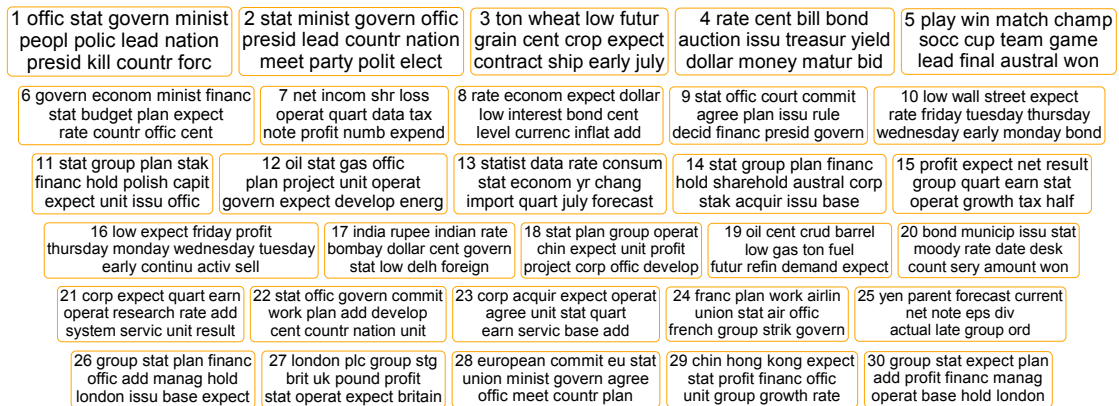 1 offic stat govern minist
peopl polic lead nation
presid kill countr forc
2 stat minist govern offic
presid lead countr nation
meet party polit elect
3 ton wheat low futur
grain cent crop expect
contract ship early july
4 rate cent bill bond
auction issu treasur yield
dollar money matur bid
5 play win match champ
socc cup team game
lead final austral won
6 govern econom minist financ
stat budget plan expect
rate countr offic cent
7 net incom shr loss
operat quart data tax
note profit numb expend
8 rate econom expect dollar
low interest bond cent
level currenc inflat add
9 stat offic court commit
agree plan issu rule
decid financ presid govern
10 low wall street expect
rate friday tuesday thursday
wednesday early monday bond
11 stat group plan stak
financ hold polish capit
expect unit issu offic
12 oil stat gas offic
plan project unit operat
govern expect develop energ
13 statist data rate consum
stat econom yr chang
import quart july forecast
14 stat group plan financ
hold sharehold austral corp
stak acquir issu base
15 profit expect net result
group quart earn stat
operat growth tax half
16 low expect friday profit
thursday monday wednesday tuesday
early continu activ sell
17 india rupee indian rate
bombay dollar cent govern
stat low delh foreign
18 stat plan group operat
chin expect unit profit
project corp offic develop
19 oil cent crud barrel
low gas ton fuel
futur refin demand expect
20 bond municip issu stat
moody rate date desk
count sery amount won
21 corp expect quart earn
operat research rate add
system servic unit result
22 stat offic govern commit
work plan add develop
cent countr nation unit
23 corp acquir expect operat
agree unit stat quart
earn servic base add
24 franc plan work airlin
union stat air offic
french group strik govern
25 yen parent forecast current
net note eps div
actual late group ord
26 group stat plan financ
offic add manag hold
london issu base expect
27 london plc group stg
brit uk pound profit
stat operat expect britain
28 european commit eu stat
union minist govern agree
offic meet countr plan
29 chin hong kong expect
stat profit financ offic
unit group growth rate
30 group stat expect plan
add profit financ manag
operat base hold london